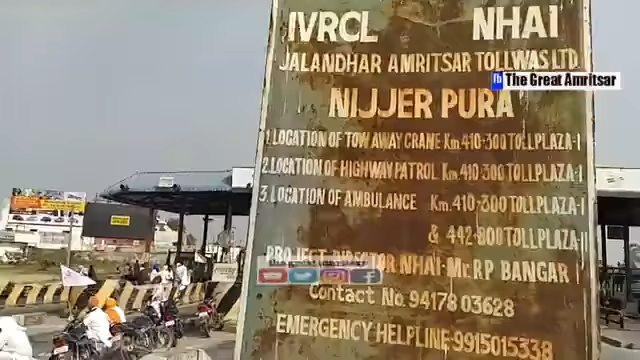 IVRCL NHAI
JALANDHAR AMRITSAR TOLLWAS LTD.
fb The Great Amritsar
NIJJER PURA
1. LOCATION OF TOW AWAY CRANE Km. 410-300 TOLLPLAZA-I
2. LOCATION OF HIGHWAY PATROL Km. 410-300 TOLLPLAZA-I
3. LOCATION OF AMBULANCE Km. 410-300 TOLLPLAZA-I
& 442-800 TOLLPLAZA-II
PROJECT DIRECTOR NHAI-Mr. R P BANGAR
Contact No. 94178 03628
EMERGENCY HELPLINE 9915015338